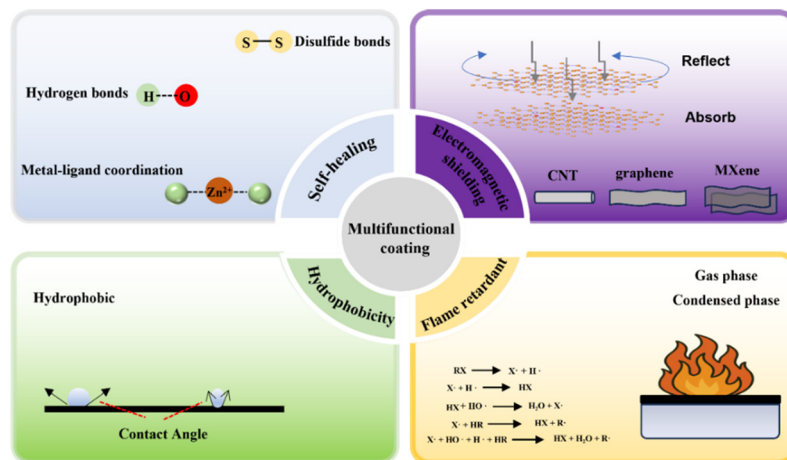 S S Disulfide bonds
Hydrogen bonds H O
Metal-ligand coordination
Zn²⁺
Reflect
Absorb
CNT graphene MXene
Self-healing
Electromagnetic
shielding
Multifunctional
coating
Hydrophobicity
Flame retardant
Hydrophobic
Contact Angle
Gas phase
Condensed phase
RX → X· + H·
X· + H· → HX
HX + HO· → H₂O + X·
X· + HR → HX + R·
X· + HO· + H· + HR → HX + H₂O + R·